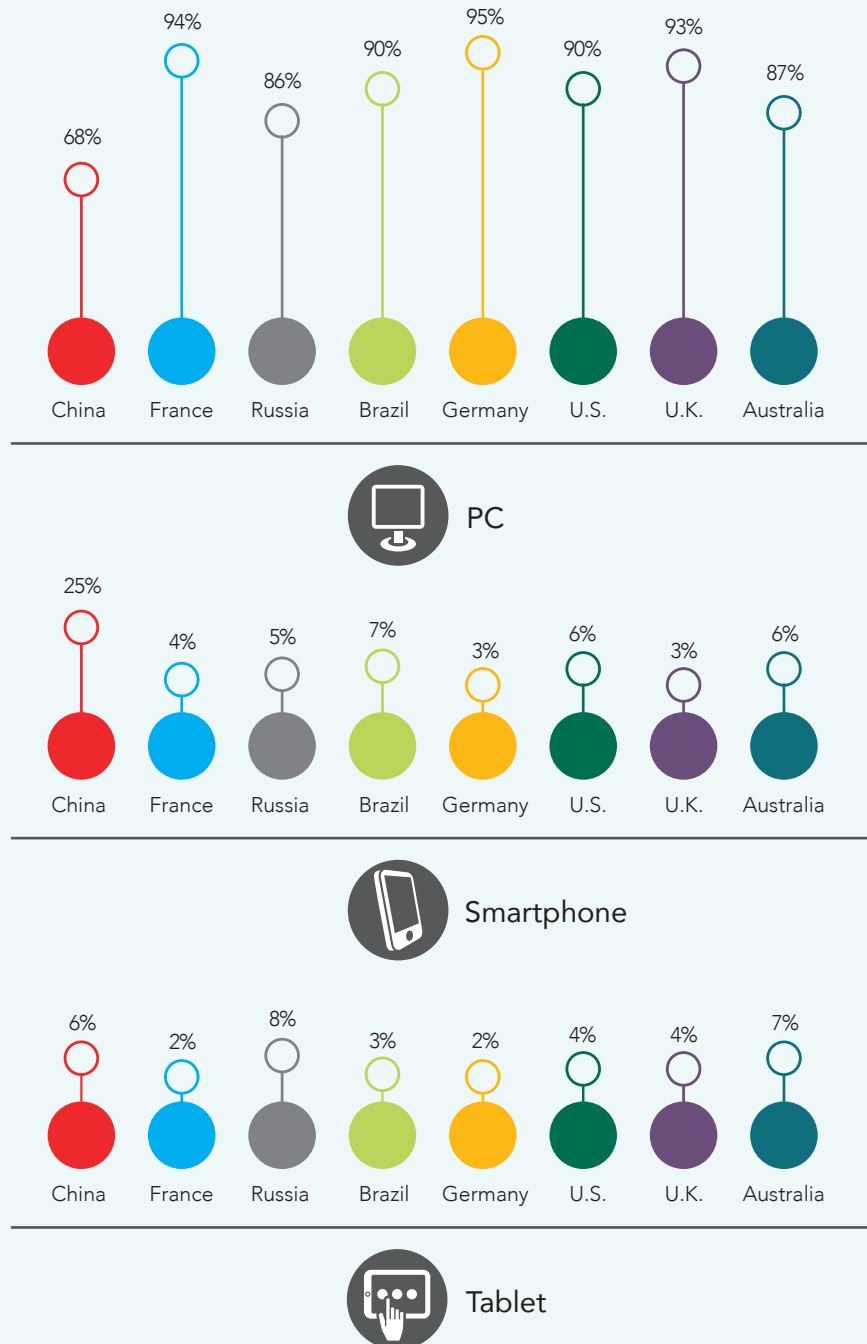 94%
95%
93%
90%
90%
86%
87%
68%
China France Russia Brazil Germany U.S. U.K. Australia
PC
25%
4% 5% 7% 3% 6% 3% 6%
China France Russia Brazil Germany U.S. U.K. Australia
Smartphone
6% 2% 8% 3% 2% 4% 4% 7%
China France Russia Brazil Germany U.S. U.K. Australia
Tablet